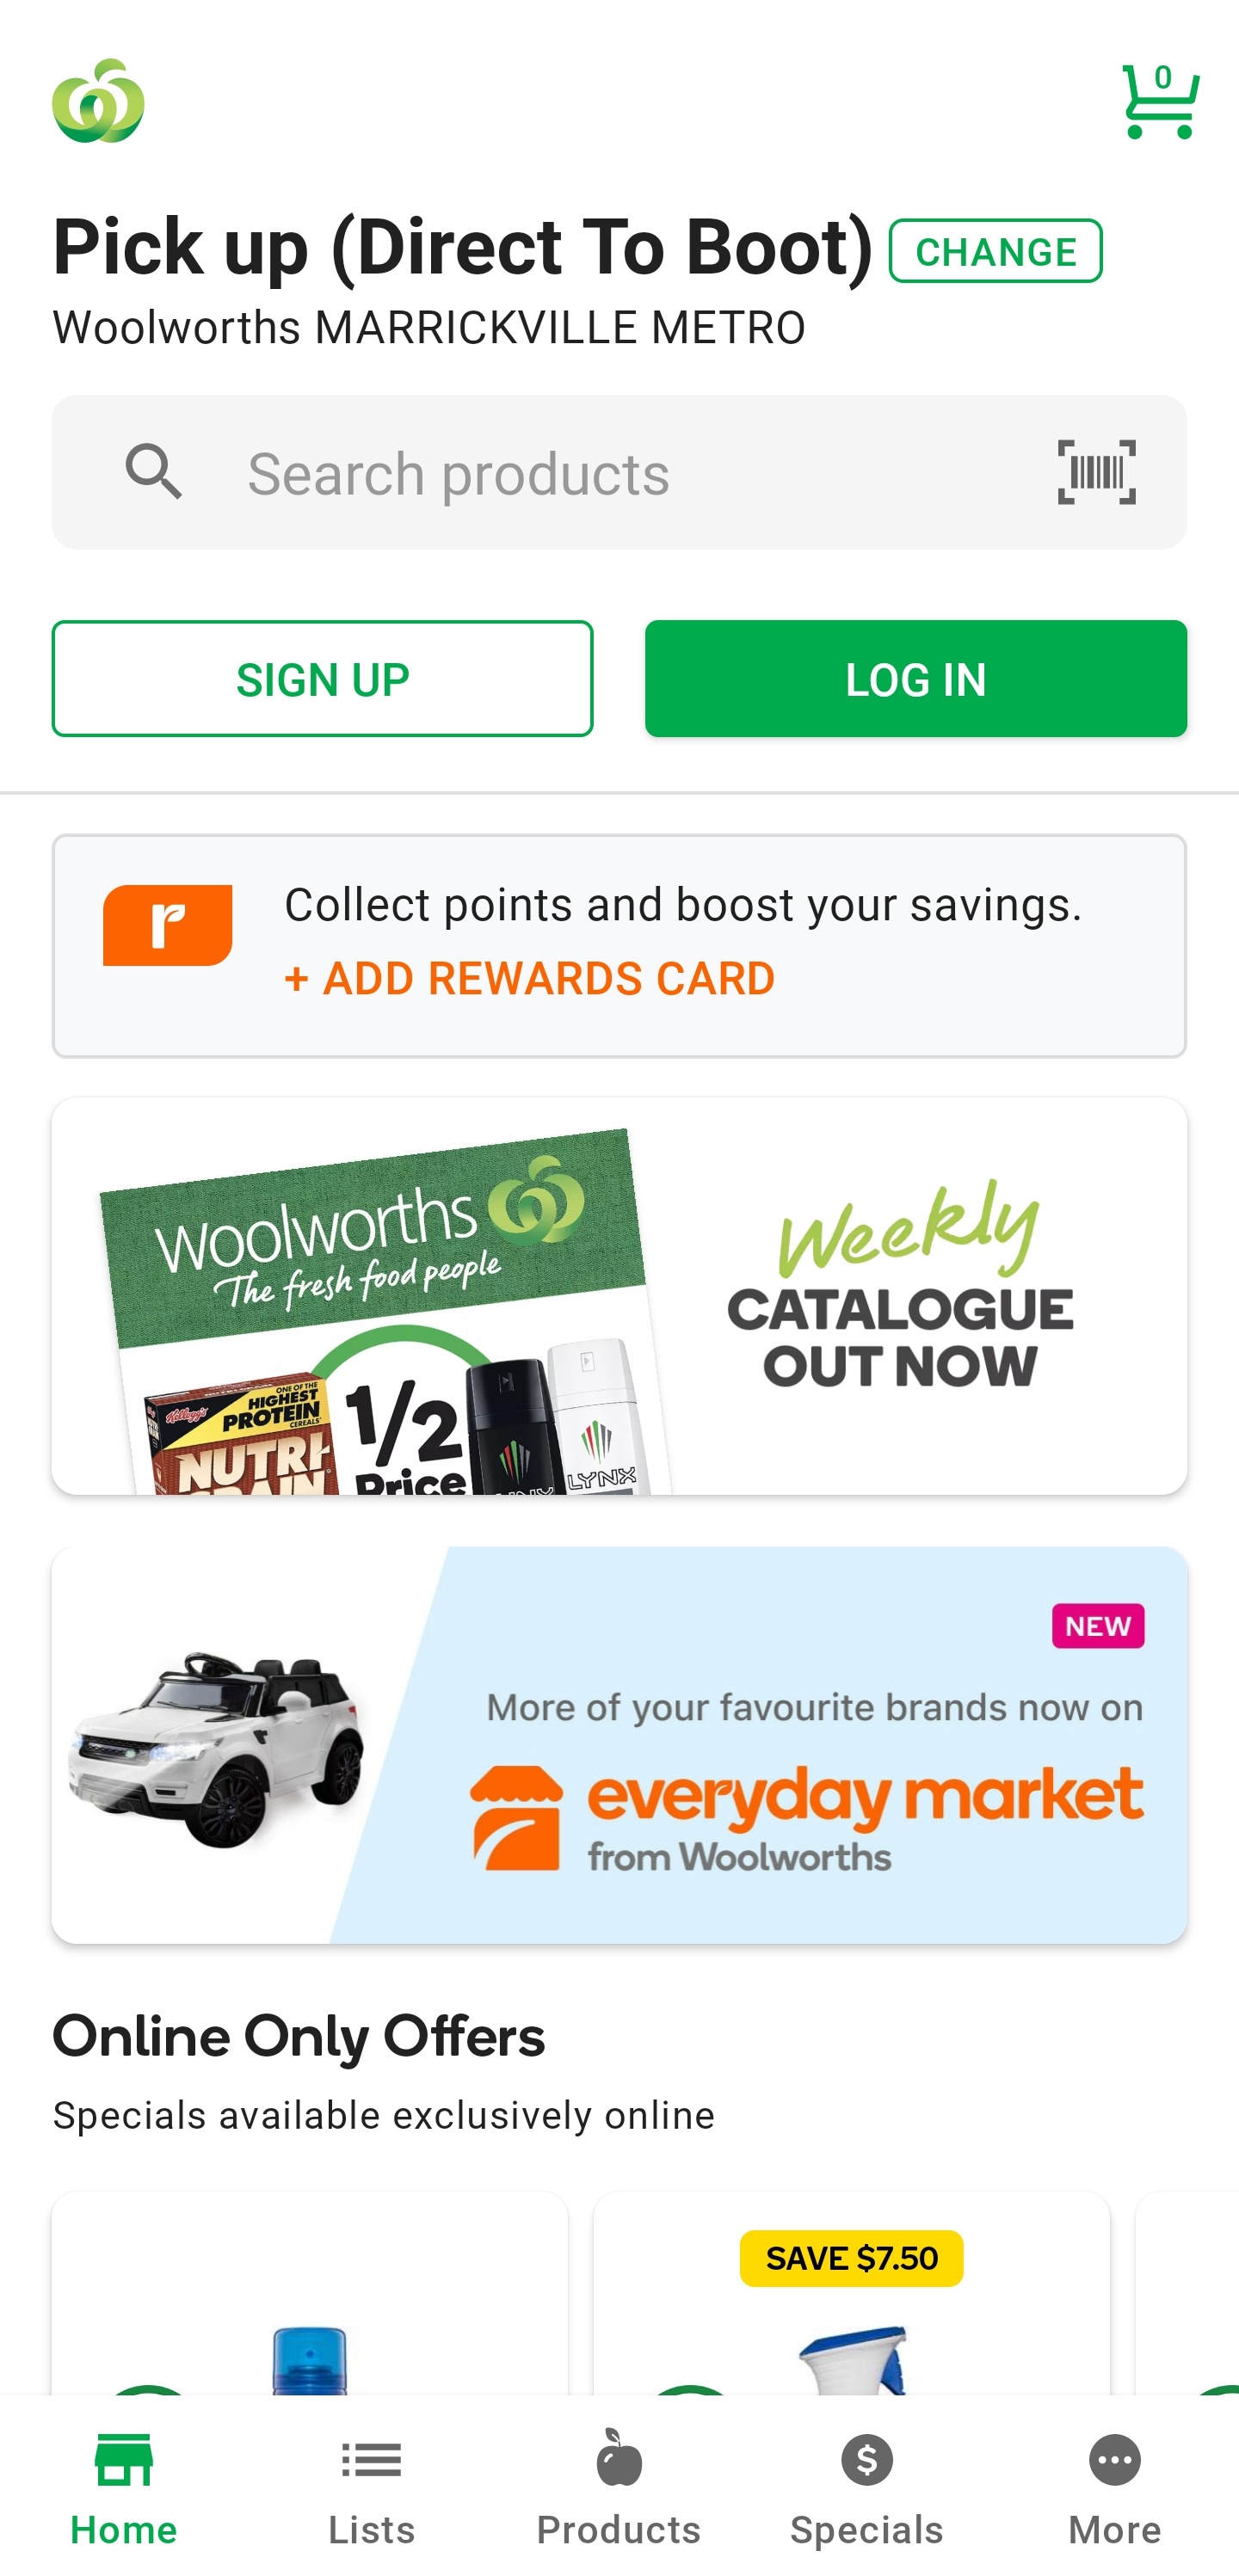 0
Pick up (Direct To Boot) CHANGE
Woolworths MARRICKVILLE METRO
Search products
SIGN UP
LOG IN
r
Collect points and boost your savings.
+ ADD REWARDS CARD
Woolworths
The fresh food people
Kellogg's
ONE OF THE
HIGHEST
PROTEIN
CEREALS
NUTRI-
GRAIN
1/2
Price
LYNX
LYNX
Weekly
CATALOGUE
OUT NOW
NEW
More of your favourite brands now on
everyday market
from Woolworths
Online Only Offers
Specials available exclusively online
SAVE $7.50
Home
Lists
Products
$
Specials
More